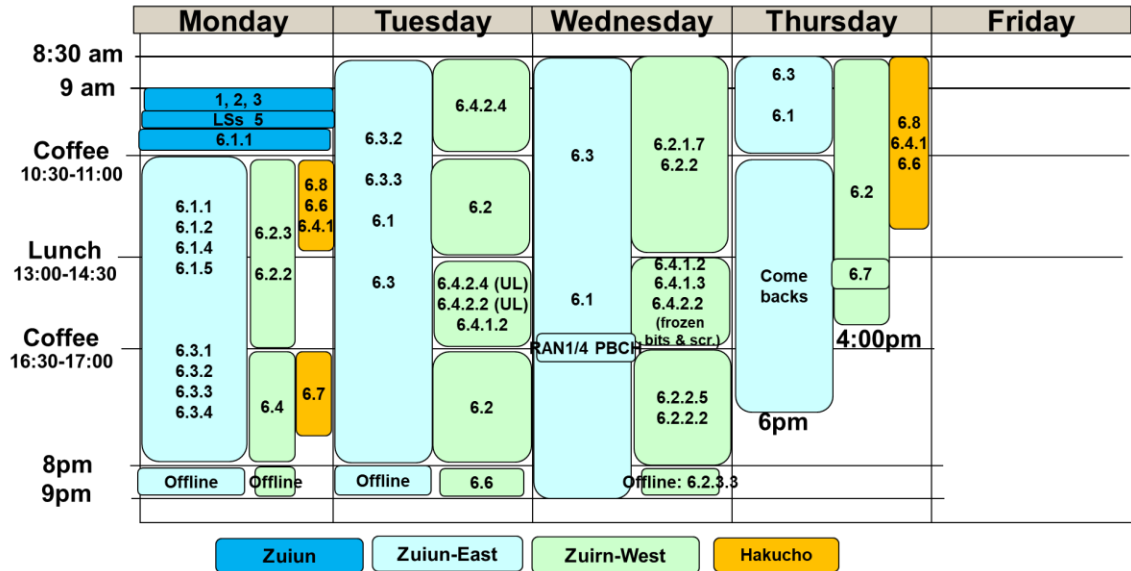 Monday
Tuesday
Wednesday
Thursday
Friday
8:30 am
9 am
Coffee
10:30-11:00
Lunch
13:00-14:30
Coffee
16:30-17:00
8pm
9pm
1, 2, 3
LSs 5
6.1.1
6.1.1
6.1.2
6.1.4
6.1.5
6.3.1
6.3.2
6.3.3
6.3.4
Offline
6.2.3
6.2.2
6.4
Offline
6.8
6.6
6.4.1
6.7
6.3.2
6.3.3
6.1
6.3
Offline
6.4.2.4
6.2
6.4.2.4 (UL)
6.4.2.2 (UL)
6.4.1.2
6.2
6.6
6.3
6.1
RAN1/4 PBCH
6.2.1.7
6.2.2
6.4.1.2
6.4.1.3
6.4.2.2
(frozen
bits & scr.)
6.2.2.5
6.2.2.2
Offline: 6.2.3.3
6.3
6.1
Come
backs
6pm
6.2
6.7
4:00pm
6.8
6.4.1
6.6
Zuiun
Zuiun-East
Zuirn-West
Hakucho